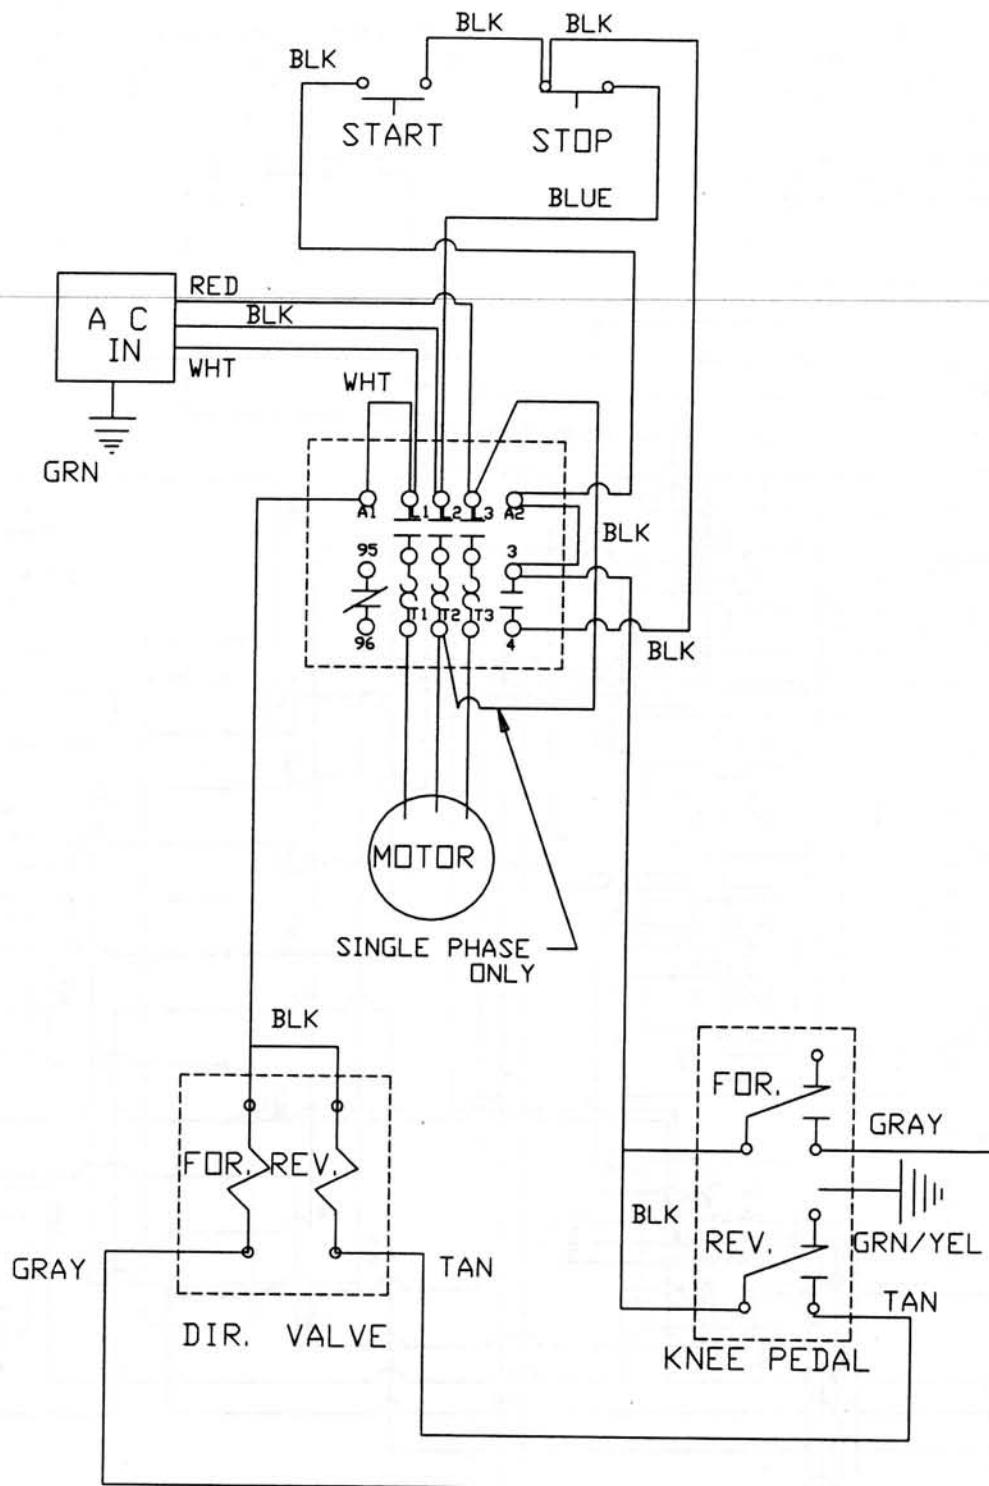 BLK
BLK
BLK
START
STOP
BLUE
RED
A C
IN
BLK
WHT
WHT
GRN
A1
L1
L2
L3
A2
BLK
95
3
T1
T2
T3
96
4
BLK
MOTOR
SINGLE PHASE
ONLY
BLK
FOR.
GRAY
FOR.
REV.
BLK
REV.
GRN/YEL
GRAY
TAN
TAN
DIR. VALVE
KNEE PEDAL